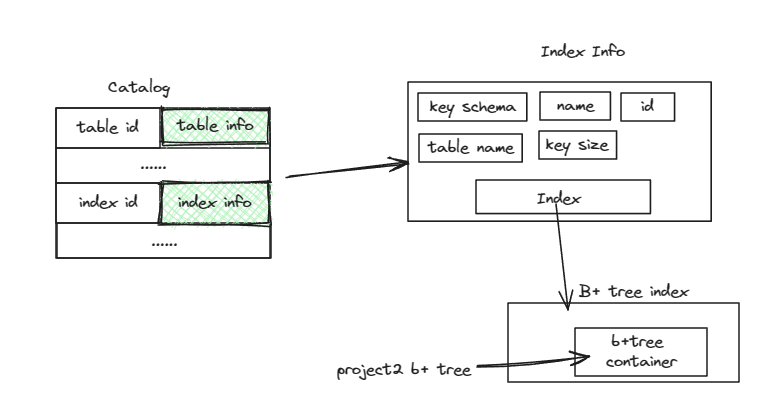 Index Info
Catalog
key schema name id
table id table info
table name key size
......
index id index info
Index
......
B+ tree index
b+tree
container
project2 b+ tree